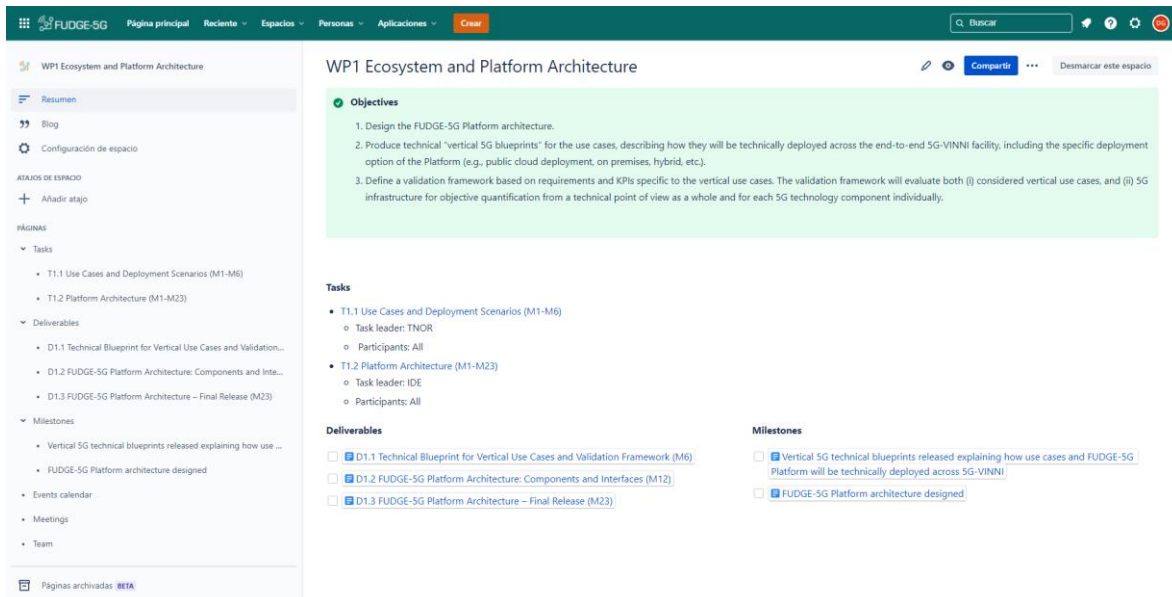 FUDGE-5G Página principal Reciente Espacios Personas Aplicaciones Crear Buscar DG
WP1 Ecosystem and Platform Architecture
Resumen
Blog
Configuración de espacio
ATAJOS DE ESPACIO
Añadir atajo
PÁGINAS
Tasks
T1.1 Use Cases and Deployment Scenarios (M1-M6)
T1.2 Platform Architecture (M1-M23)
Deliverables
D1.1 Technical Blueprint for Vertical Use Cases and Validation...
D1.2 FUDGE-5G Platform Architecture: Components and Inte...
D1.3 FUDGE-5G Platform Architecture – Final Release (M23)
Milestones
Vertical 5G technical blueprints released explaining how use ...
FUDGE-5G Platform architecture designed
Events calendar
Meetings
Team
Páginas archivadas BETA
WP1 Ecosystem and Platform Architecture
Compartir ... Desmarcar este espacio
Objectives
1. Design the FUDGE-5G Platform architecture.
2. Produce technical "vertical 5G blueprints" for the use cases, describing how they will be technically deployed across the end-to-end 5G-VINNI facility, including the specific deployment
option of the Platform (e.g., public cloud deployment, on premises, hybrid, etc.).
3. Define a validation framework based on requirements and KPIs specific to the vertical use cases. The validation framework will evaluate both (i) considered vertical use cases, and (ii) 5G
infrastructure for objective quantification from a technical point of view as a whole and for each 5G technology component individually.
Tasks
T1.1 Use Cases and Deployment Scenarios (M1-M6)
Task leader: TNOR
Participants: All
T1.2 Platform Architecture (M1-M23)
Task leader: IDE
Participants: All
Deliverables
D1.1 Technical Blueprint for Vertical Use Cases and Validation Framework (M6)
D1.2 FUDGE-5G Platform Architecture: Components and Interfaces (M12)
D1.3 FUDGE-5G Platform Architecture – Final Release (M23)
Milestones
Vertical 5G technical blueprints released explaining how use cases and FUDGE-5G
Platform will be technically deployed across 5G-VINNI
FUDGE-5G Platform architecture designed